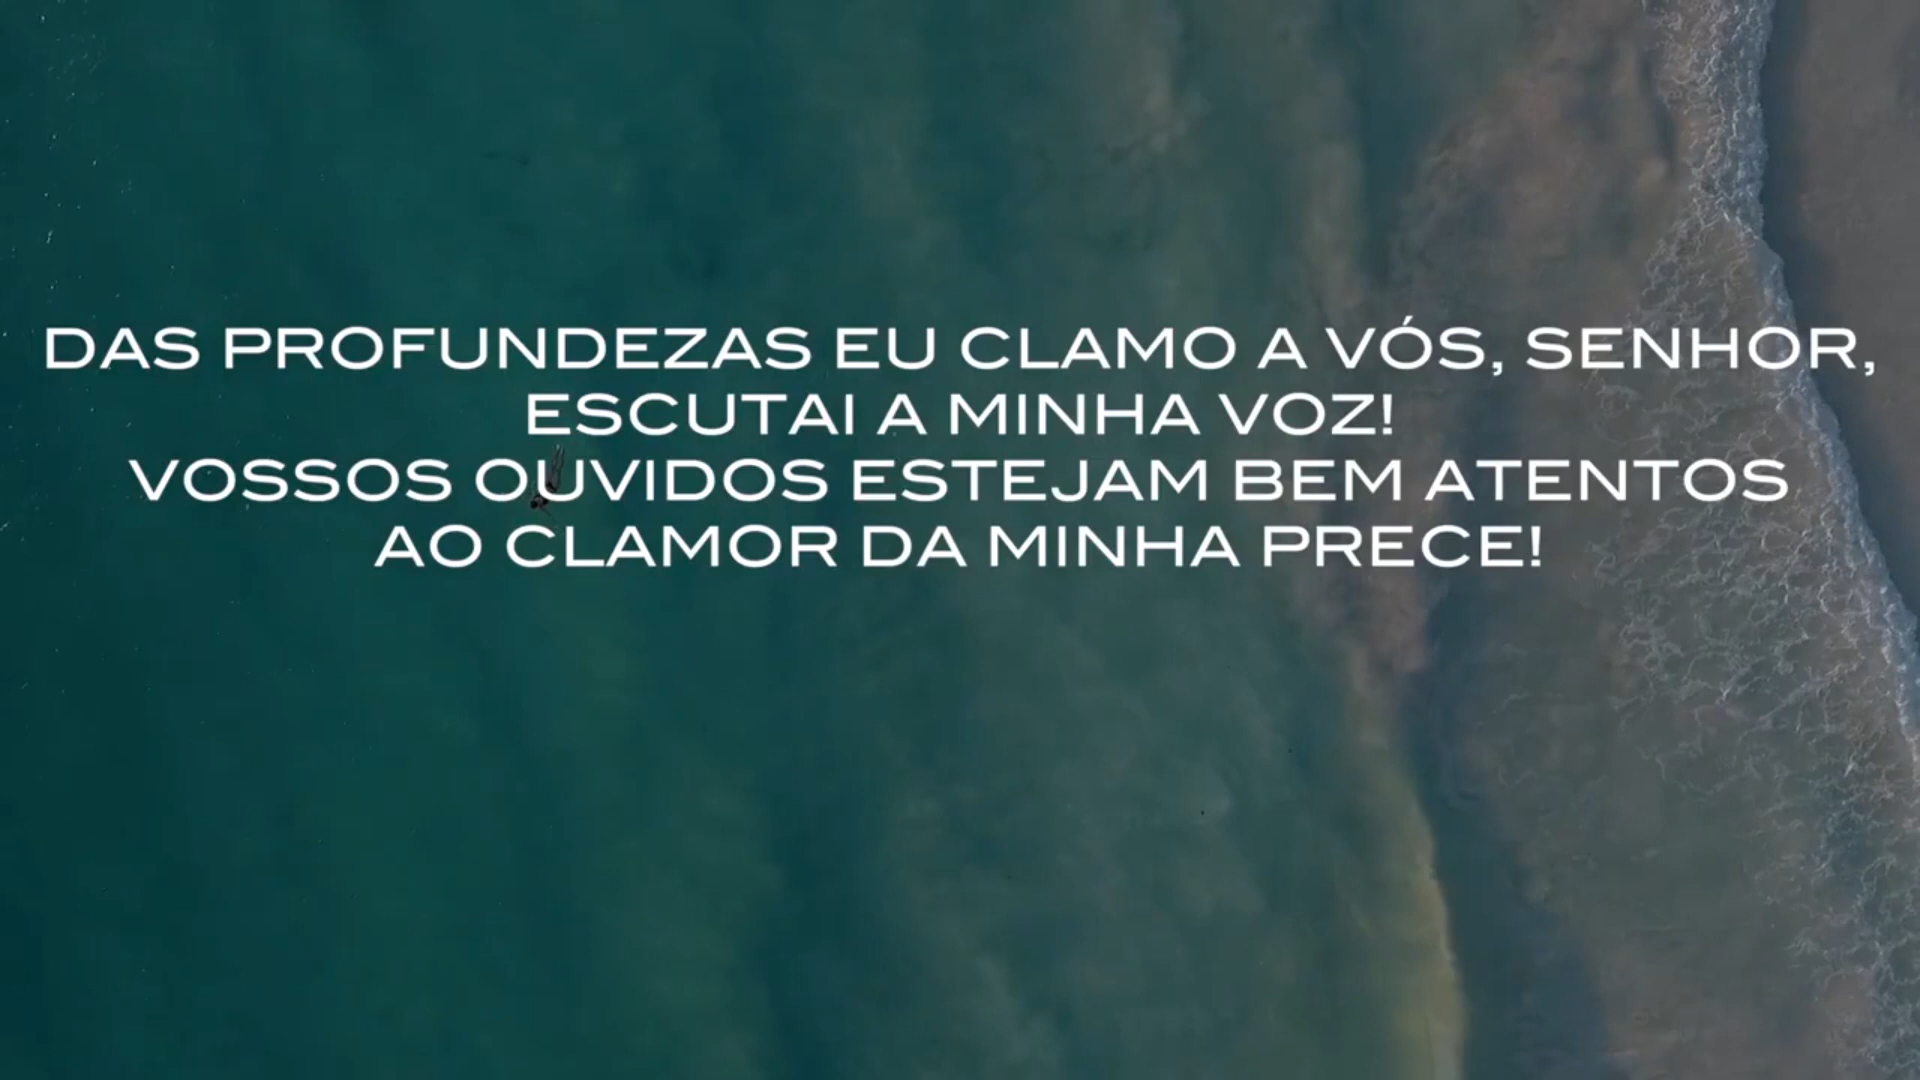 DAS PROFUNDEZAS EU CLAMO A VÓS, SENHOR,
ESCUTAI A MINHA VOZ!
VOSSOS OUVIDOS ESTEJAM BEM ATENTOS
AO CLAMOR DA MINHA PRECE!